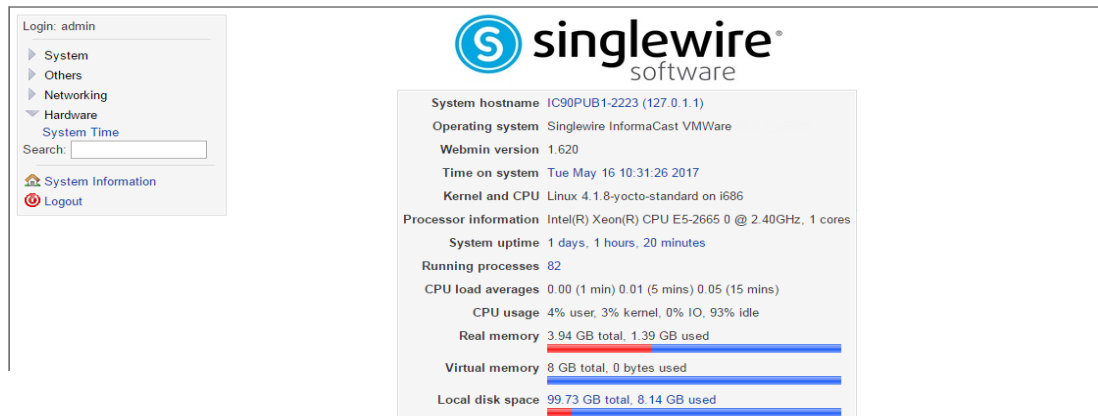 Login: admin
System
Others
Networking
Hardware
System Time
Search:
System Information
Logout
S singlewire®
software
System hostname IC90PUB1-2223 (127.0.1.1)
Operating system Singlewire InformaCast VMWare
Webmin version 1.620
Time on system Tue May 16 10:31:26 2017
Kernel and CPU Linux 4.1.8-yocto-standard on i686
Processor information Intel(R) Xeon(R) CPU E5-2665 0 @ 2.40GHz, 1 cores
System uptime 1 days, 1 hours, 20 minutes
Running processes 82
CPU load averages 0.00 (1 min) 0.01 (5 mins) 0.05 (15 mins)
CPU usage 4% user, 3% kernel, 0% IO, 93% idle
Real memory 3.94 GB total, 1.39 GB used
Virtual memory 8 GB total, 0 bytes used
Local disk space 99.73 GB total, 8.14 GB used